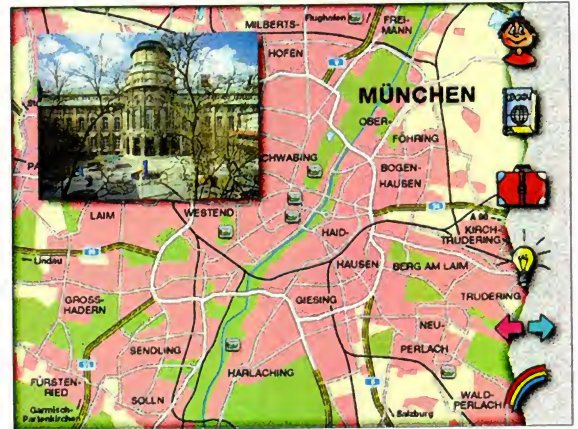 MILBERTS-
HOFEN
Flughafen
FREI-
MANN
MÜNCHEN
OBER-
FÖHRING
SCHWABING
BOGEN-
HAUSEN
LAIM
WESTEND
HAID-
HAUSEN
KIRCH-
TRUDERING
Lindau
BERG AM LAIM
GROSS-
HADERN
GIESING
TRUDERING
SENDLING
NEU-
PERLACH
HARLACHING
FÜRSTEN-
RIED
SOLLN
WALD-
PERLACH
Garmisch-
Partenkirchen
Salzburg